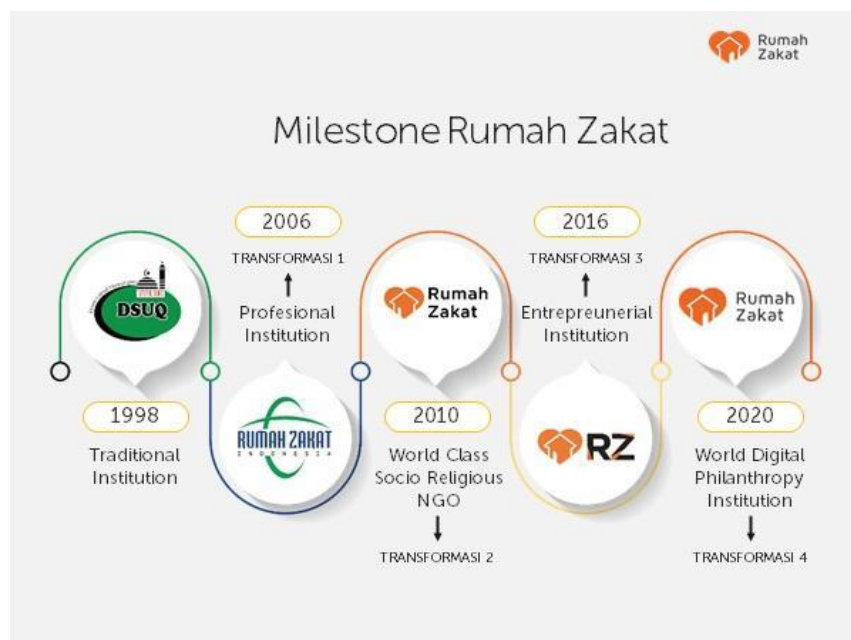 Rumah
Zakat
Milestone Rumah Zakat
DSUQ
1998
Traditional
Institution
2006
TRANSFORMASI 1
Profesional
Institution
RUMAH ZAKAT
INDONESIA
Rumah
Zakat
2010
World Class
Socio Religious
NGO
TRANSFORMASI 2
2016
TRANSFORMASI 3
Entrepreunerial
Institution
RZ
Rumah
Zakat
2020
World Digital
Philanthropy
Institution
TRANSFORMASI 4